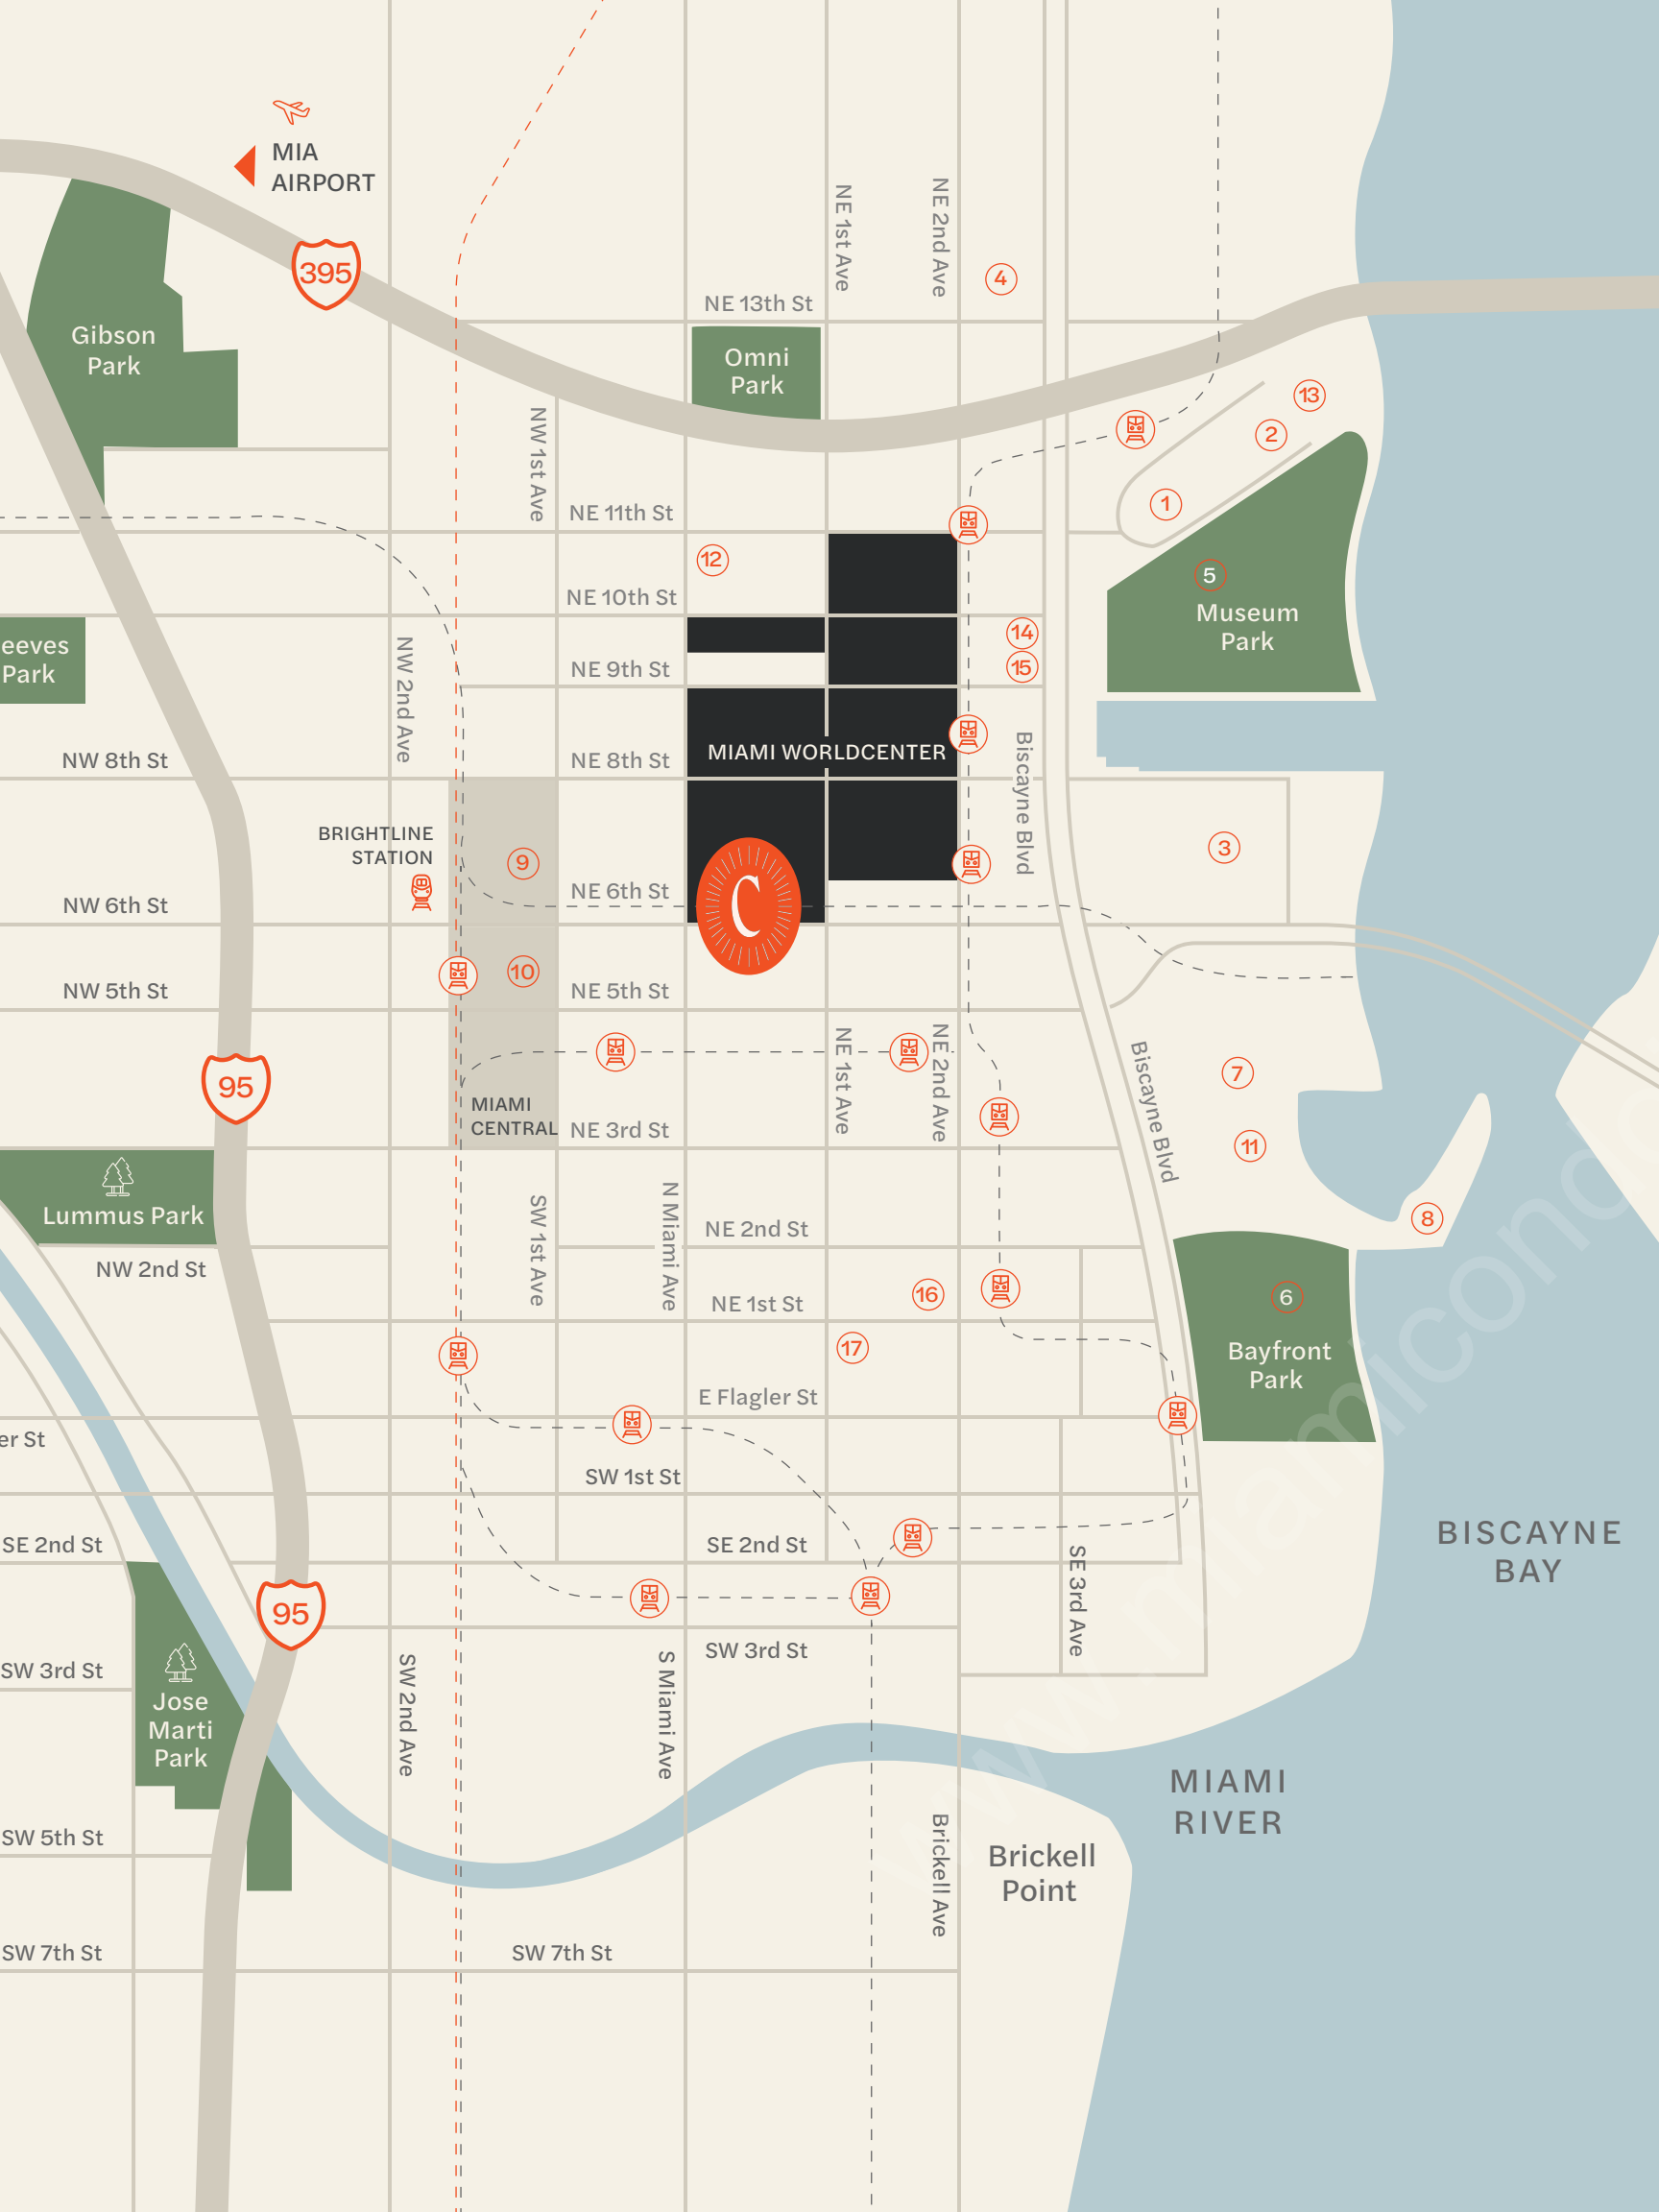 MIA
AIRPORT
395
NE 1st Ave
NE 2nd Ave
4
NE 13th St
Gibson
Park
Omni
Park
13
2
NW 1st Ave
1
NE 11th St
12
5
NE 10th St
Museum
Park
14
15
eeves
Park
NW 2nd Ave
NE 9th St
MIAMI WORLDCENTER
Biscayne Blvd
NW 8th St
NE 8th St
BRIGHTLINE
STATION
9
3
C
NW 6th St
NE 6th St
10
NW 5th St
NE 5th St
NE 1st Ave
NE 2nd Ave
Biscayne Blvd
7
95
MIAMI
CENTRAL
NE 3rd St
11
Lummus Park
SW 1st Ave
N Miami Ave
NE 2nd St
8
NW 2nd St
16
6
NE 1st St
17
Bayfront
Park
E Flagler St
er St
SW 1st St
BISCAYNE
BAY
SE 2nd St
SE 2nd St
SE 3rd Ave
95
SW 3rd St
SW 3rd St
SW 2nd Ave
S Miami Ave
Jose
Marti
Park
MIAMI
RIVER
SW 5th St
Brickell Ave
Brickell
Point
SW 7th St
SW 7th St
www.miamicondo